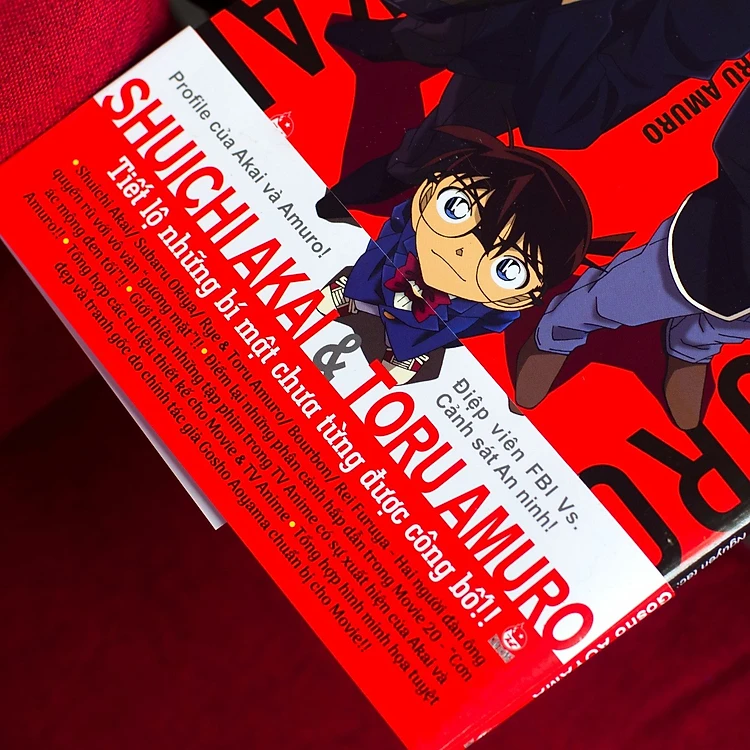 Profile của Akai và Amuro!
SHUICHI AKAI & TORU AMURO
Điệp viên FBI Vs.
Cảnh sát An ninh!
Tiết lộ những bí mật chưa từng được công bố!!
• Shuichi Akai/ Subaru Okiya/ Rye & Toru Amuro/ Bourbon/ Rei Furuya - Hai người đàn ông
quyến rũ với vô vàn "gương mặt"!! • Điểm lại những phân cảnh hấp dẫn trong Movie 20 - "Cơn
ác mộng đen tối"!! • Giới thiệu những tập phim trong TV Anime có sự xuất hiện của Akai và
Amuro!! • Tổng hợp các tư liệu thiết kế cho Movie & TV Anime • Tổng hợp hình minh họa tuyệt
đẹp và tranh gốc do chính tác giả Gosho Aoyama chuẩn bị cho Movie!!
RU AMURO
URO
Gosho AOYAMA